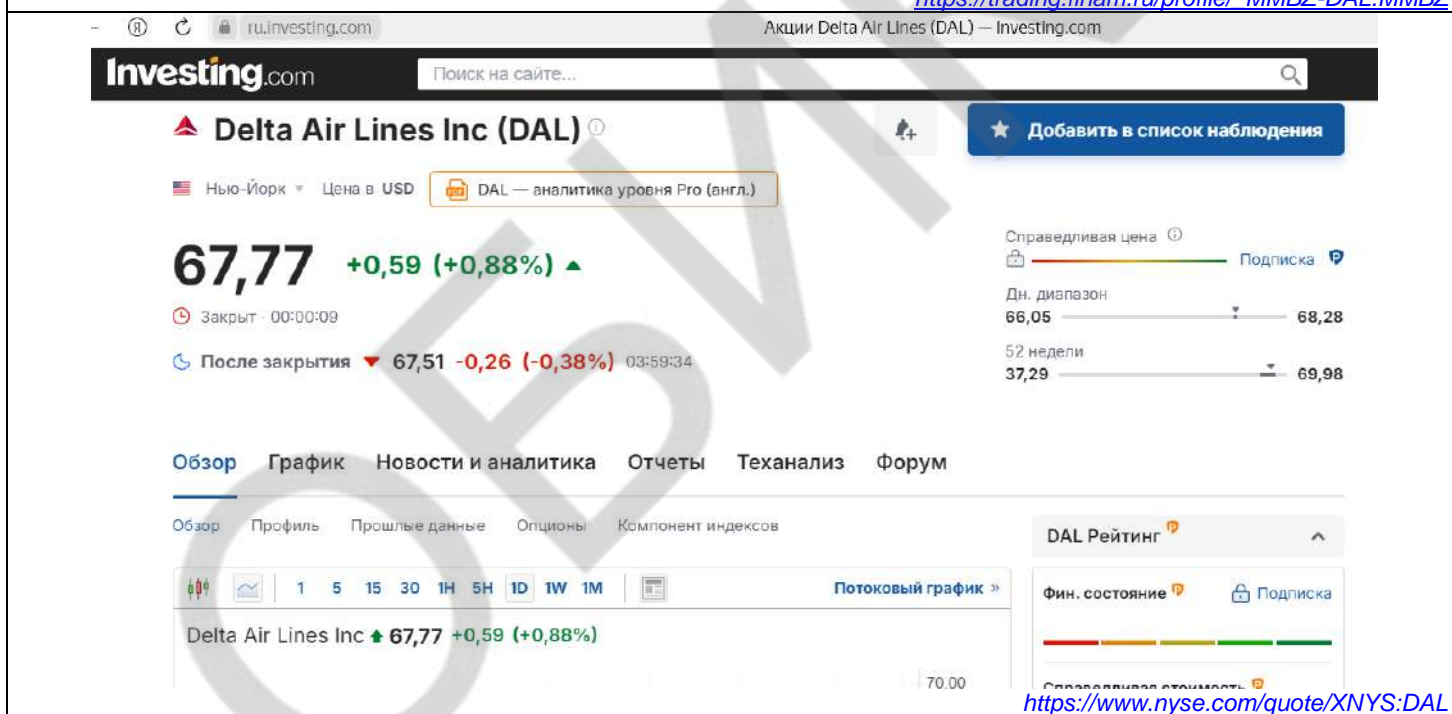 https://trading.finam.ru/profile/ MMBZ-DAL.MMBZ
ru.investing.com
Акции Delta Air Lines (DAL) — Investing.com
Investing.com
Поиск на сайте...
Delta Air Lines Inc (DAL)
Добавить в список наблюдения
Нью-Йорк
Цена в USD
DAL — аналитика уровня Pro (англ.)
67,77 +0,59 (+0,88%)
Справедливая цена
Подписка
Закрыт · 00:00:09
Дн. диапазон
66,05 68,28
После закрытия 67,51 -0,26 (-0,38%) 03:59:34
52 недели
37,29 69,98
Обзор График Новости и аналитика Отчеты Теханализ Форум
Обзор Профиль Прошлые данные Опционы Компонент индексов
DAL Рейтинг
1 5 15 30 1H 5H 1D 1W 1M
Потоковый график »
Фин. состояние
Подписка
Delta Air Lines Inc 67,77 +0,59 (+0,88%)
70.00
Справедливая стоимость
https://www.nyse.com/quote/XNYS:DAL